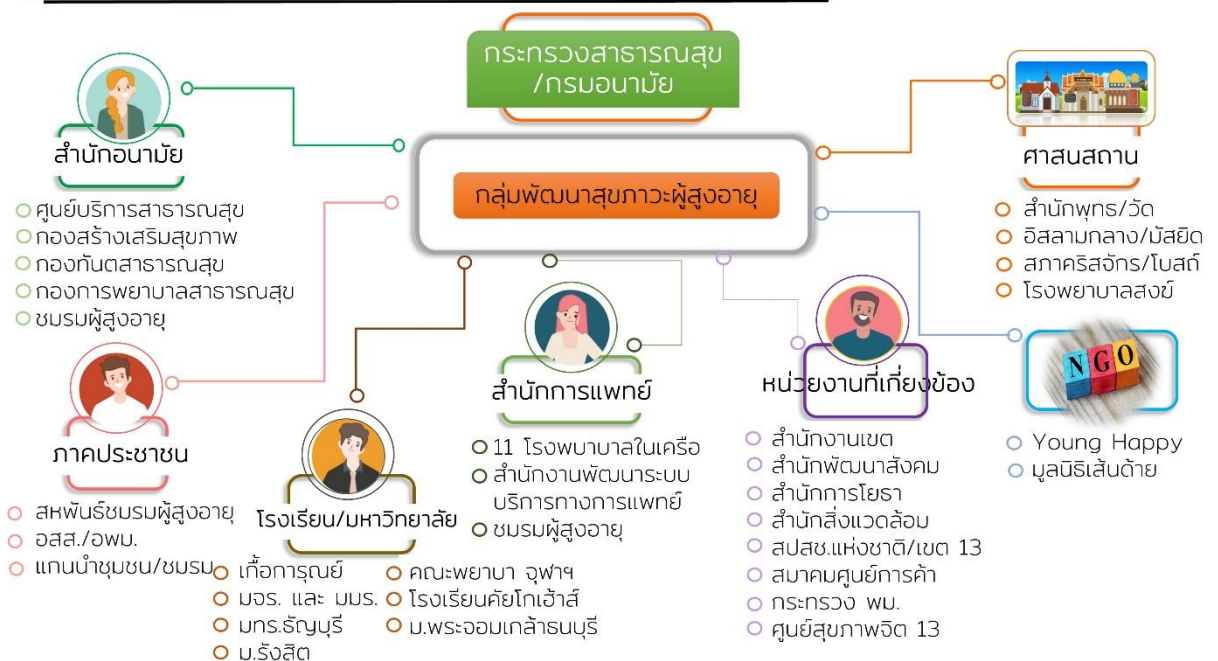 กระทรวงสาธารณสุข
/กรมอนามัย
กลุ่มพัฒนาสุขภาวะผู้สูงอายุ
สำนักอนามัย
ศูนย์บริการสาธารณสุข
กองสร้างเสริมสุขภาพ
กองทันตสาธารณสุข
กองการพยาบาลสาธารณสุข
ชมรมผู้สูงอายุ
ภาคประชาชน
สหพันธ์ชมรมผู้สูงอายุ
อสส./อพม.
แกนนำชุมชน/ชมรม
โรงเรียน/มหาวิทยาลัย
เกื้อการุณย์
มจร. และ มมร.
มทร.ธัญบุรี
ม.รังสิต
คณะพยาบา จุฬาฯ
โรงเรียนคัยโกเฮ้าส์
ม.พระจอมเกล้าธนบุรี
สำนักการแพทย์
11 โรงพบาบาลในเครือ
สำนักงานพัฒนาระบบ
บริการทางการแพทย์
ชมรมผู้สูงอายุ
หน่วยงานที่เกี่ยงข้อง
สำนักงานเขต
สำนักพัฒนาสังคม
สำนักการโยธา
สำนักสิ่งแวดล้อม
สปสช.แห่งชาติ/เขต 13
สมาคมศูนย์การค้า
กระทรวง พม.
ศูนย์สุขภาพจิต 13
ศาสนสถาน
สำนักพุทธ/วัด
อิสลามกลาง/มัสยิด
สภาคริสจักร/โบสถ์
โรงพยาบาลสงฆ์
NGO
Young Happy
มูลนิธิเส้นด้าย